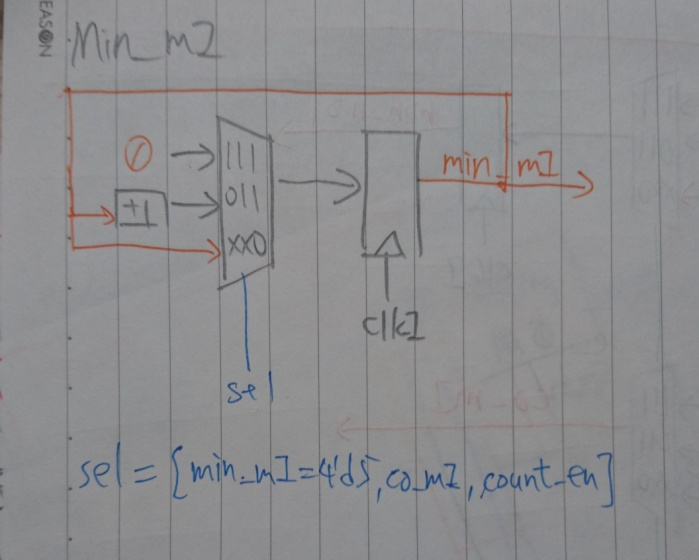 EASON
Min_m1
0
111
+1
011
xx0
min_m1
clk1
sel
sel = [min_m1=4'd5, co_m1, count_en]